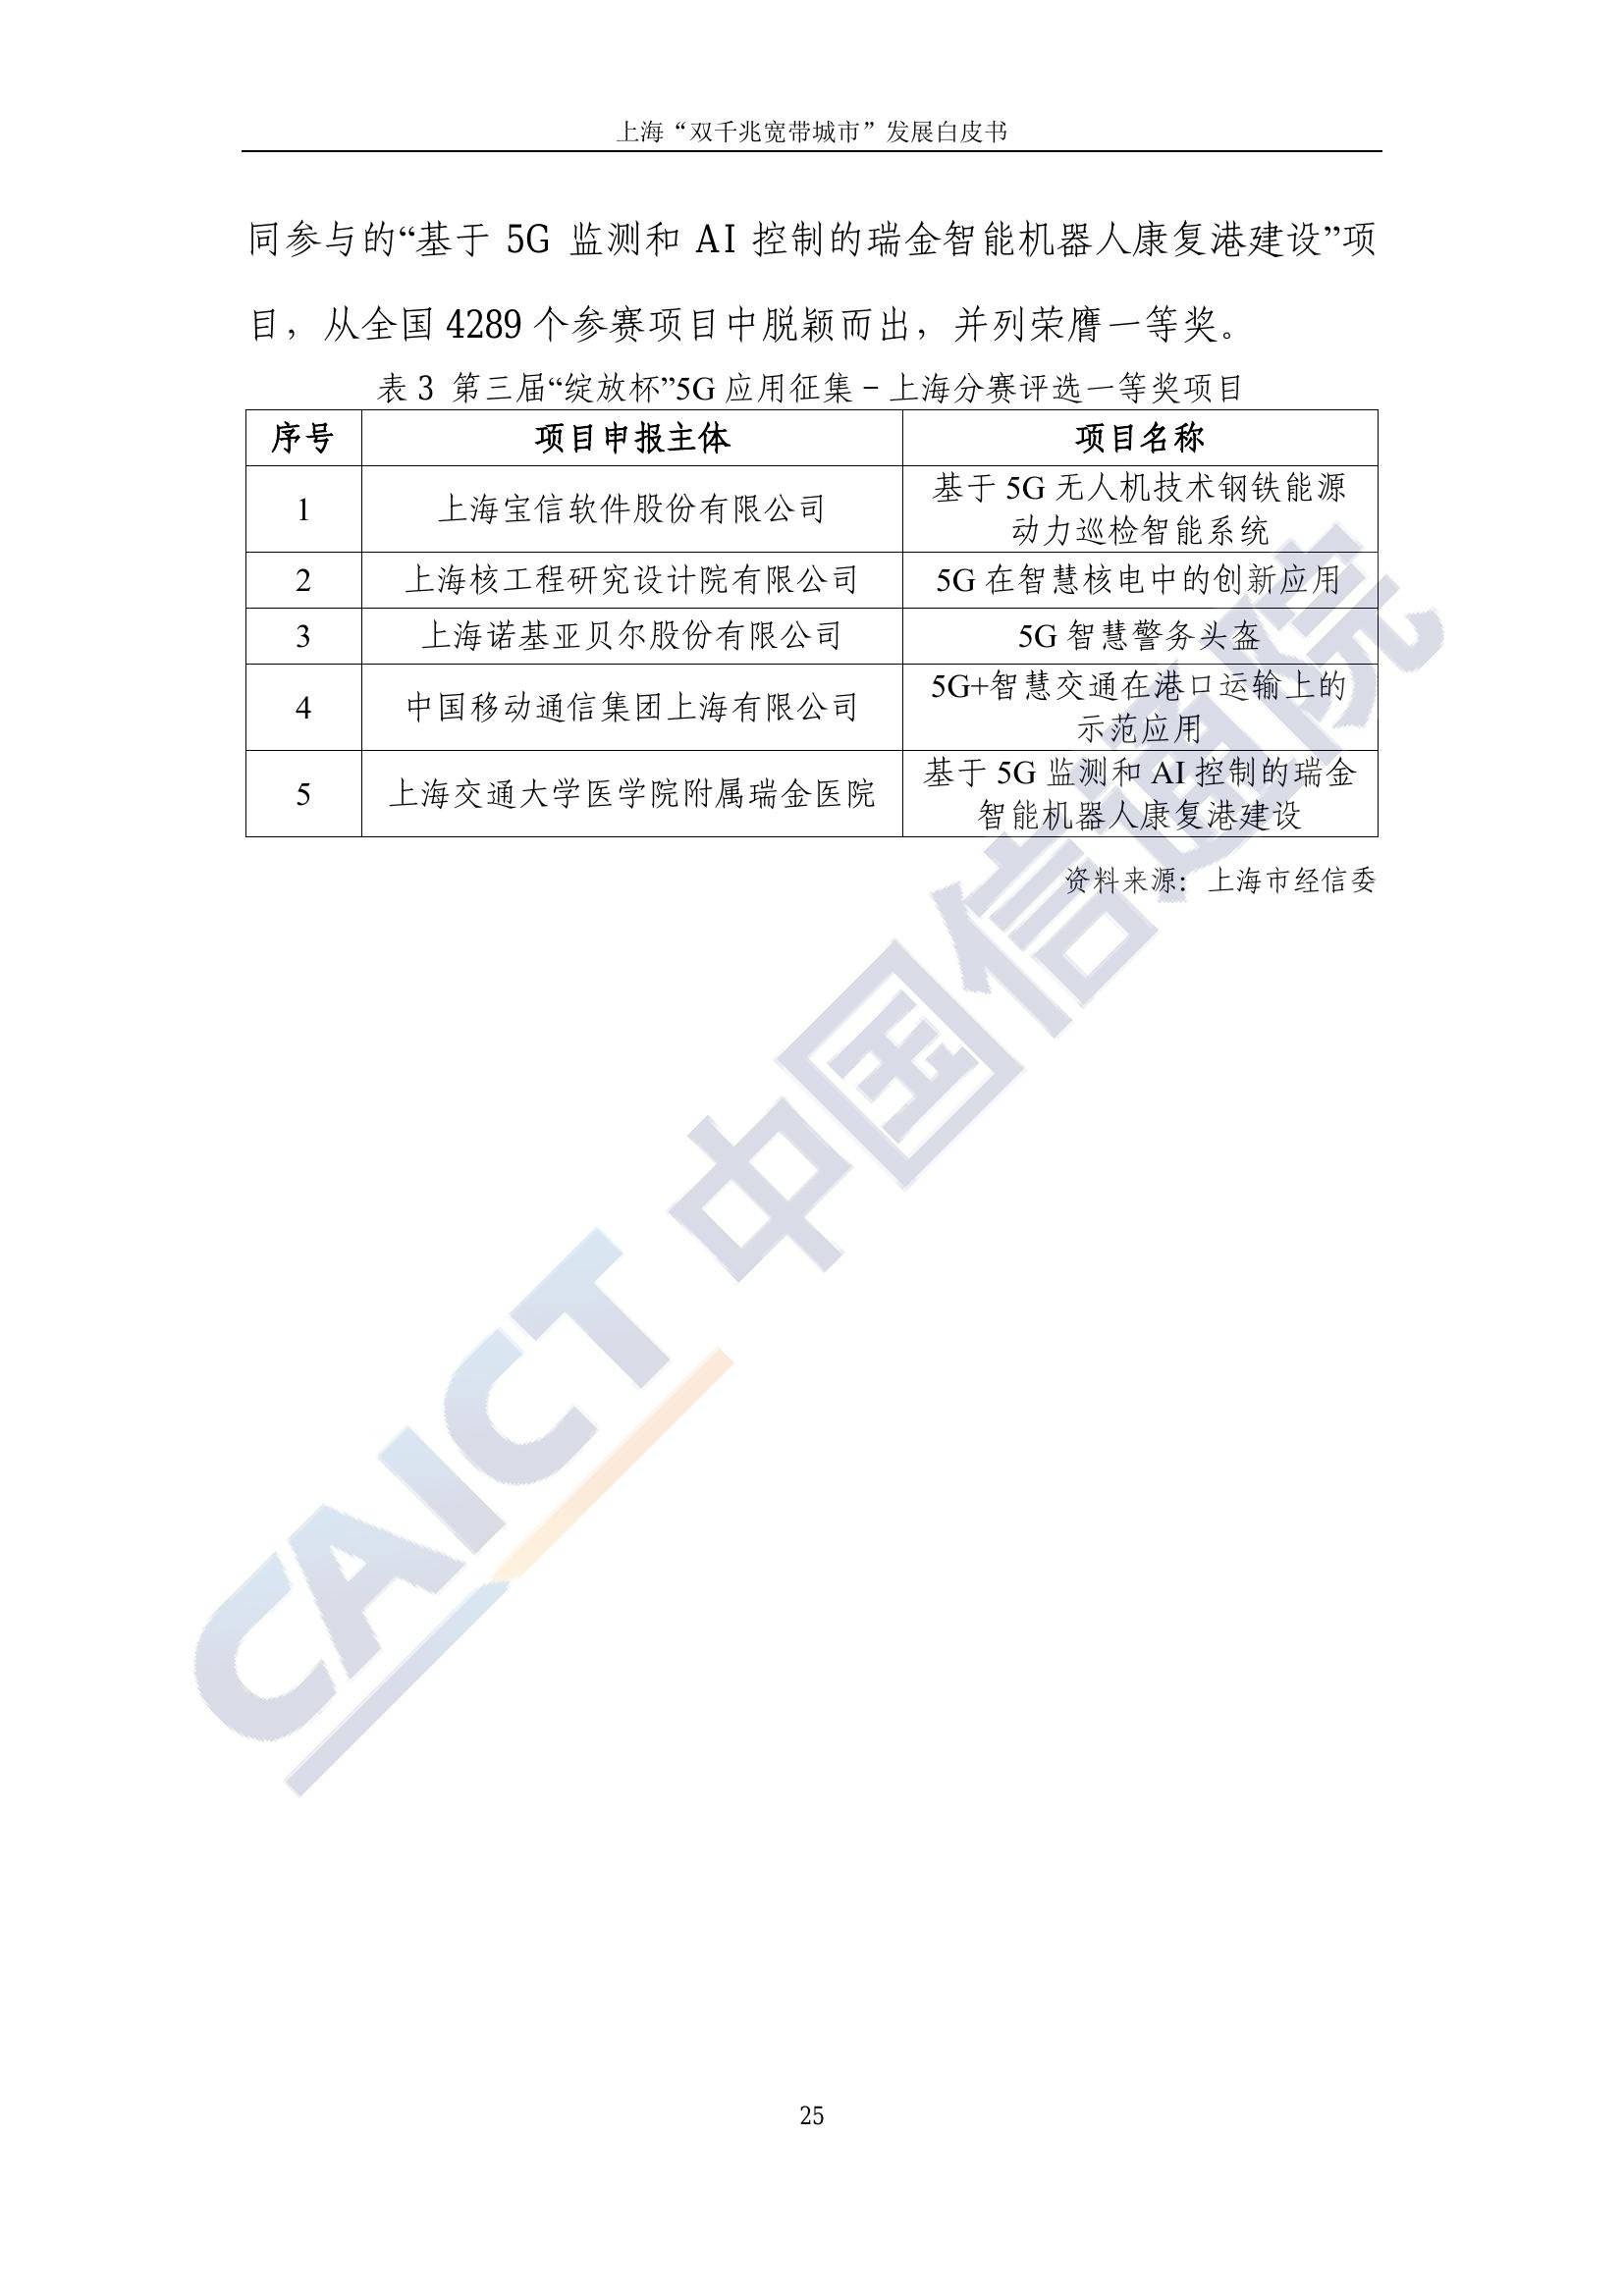 上海“双千兆宽带城市”发展白皮书
同参与的“基于 5G 监测和 AI 控制的瑞金智能机器人康复港建设”项
目，从全国 4289 个参赛项目中脱颖而出，并列荣膺一等奖。
表 3 第三届“绽放杯”5G 应用征集－上海分赛评选一等奖项目
序号 项目申报主体 项目名称
1 上海宝信软件股份有限公司 基于 5G 无人机技术钢铁能源
动力巡检智能系统
2 上海核工程研究设计院有限公司 5G 在智慧核电中的创新应用
3 上海诺基亚贝尔股份有限公司 5G 智慧警务头盔
4 中国移动通信集团上海有限公司 5G+智慧交通在港口运输上的
示范应用
5 上海交通大学医学院附属瑞金医院 基于 5G 监测和 AI 控制的瑞金
智能机器人康复港建设
资料来源：上海市经信委
CAICT 中国信通院
25